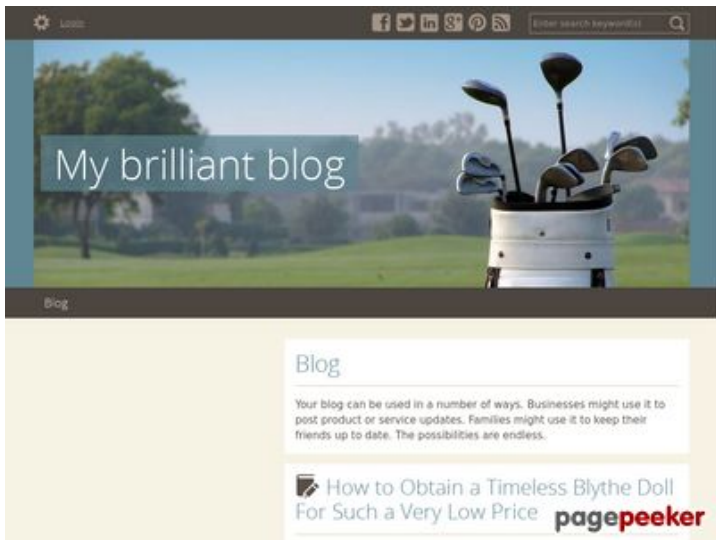 Login
Enter search keyword(s)
My brilliant blog
Blog
Blog
Your blog can be used in a number of ways. Businesses might use it to
post product or service updates. Families might use it to keep their
friends up to date. The possibilities are endless.
How to Obtain a Timeless Blythe Doll
For Such a Very Low Price
pagepeeker